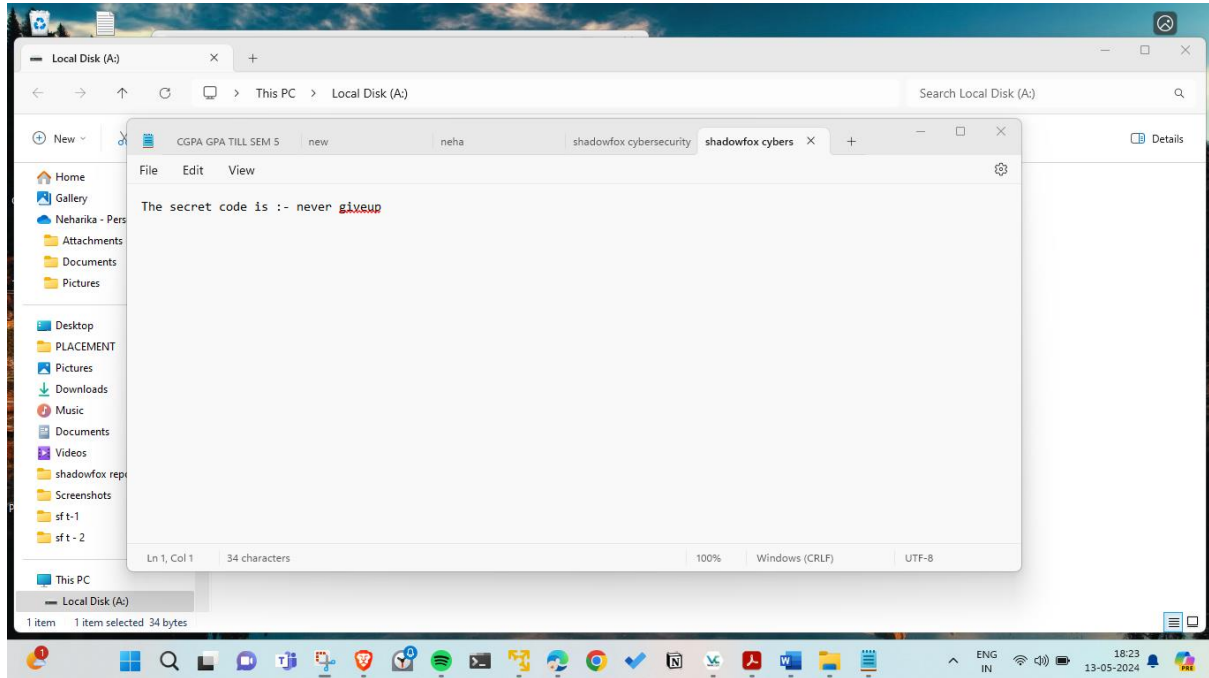 Local Disk (A:)
This PC > Local Disk (A:)
Search Local Disk (A:)
New
Details
CGPA GPA TILL SEM 5
new
neha
shadowfox cybersecurity
shadowfox cybers
File Edit View
The secret code is :- never giveup
Ln 1, Col 1
34 characters
100%
Windows (CRLF)
UTF-8
Home
Gallery
Neharika - Pers
Attachments
Documents
Pictures
Desktop
PLACEMENT
Pictures
Downloads
Music
Documents
Videos
shadowfox repo
Screenshots
sf t-1
sf t - 2
This PC
Local Disk (A:)
1 item 1 item selected 34 bytes
ENG
IN
18:23
13-05-2024
PRE